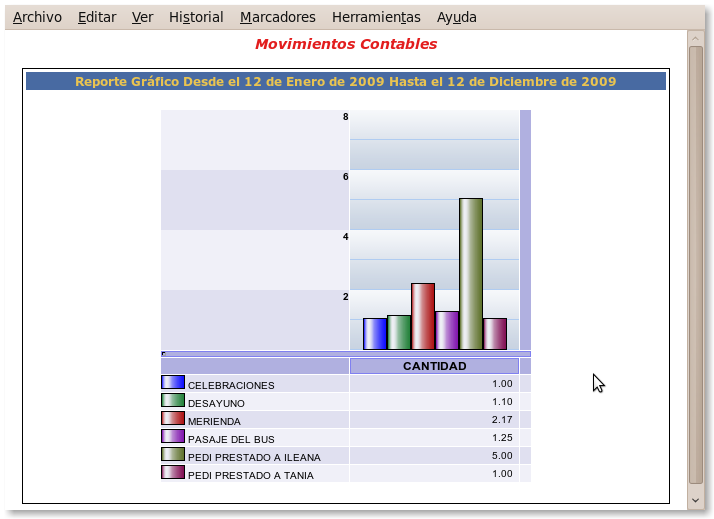 Archivo Editar Ver Historial Marcadores Herramientas Ayuda
Movimientos Contables
Reporte Gráfico Desde el 12 de Enero de 2009 Hasta el 12 de Diciembre de 2009
8
6
4
2
CANTIDAD
CELEBRACIONES 1.00
DESAYUNO 1.10
MERIENDA 2.17
PASAJE DEL BUS 1.25
PEDI PRESTADO A ILEANA 5.00
PEDI PRESTADO A TANIA 1.00